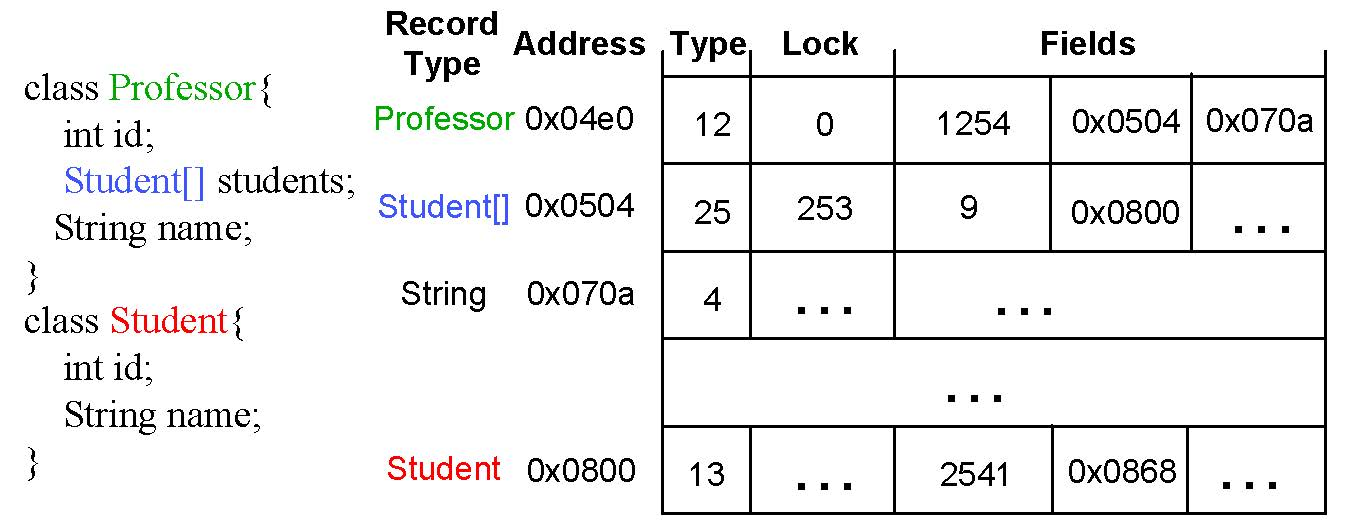 class Professor{
int id;
Student[] students;
String name;
}
class Student{
int id;
String name;
}
Record Type Address Type Lock Fields
Professor 0x04e0 12 0 1254 0x0504 0x070a
Student[] 0x0504 25 253 9 0x0800 ...
String 0x070a 4 ... ...
...
Student 0x0800 13 ... 2541 0x0868 ...